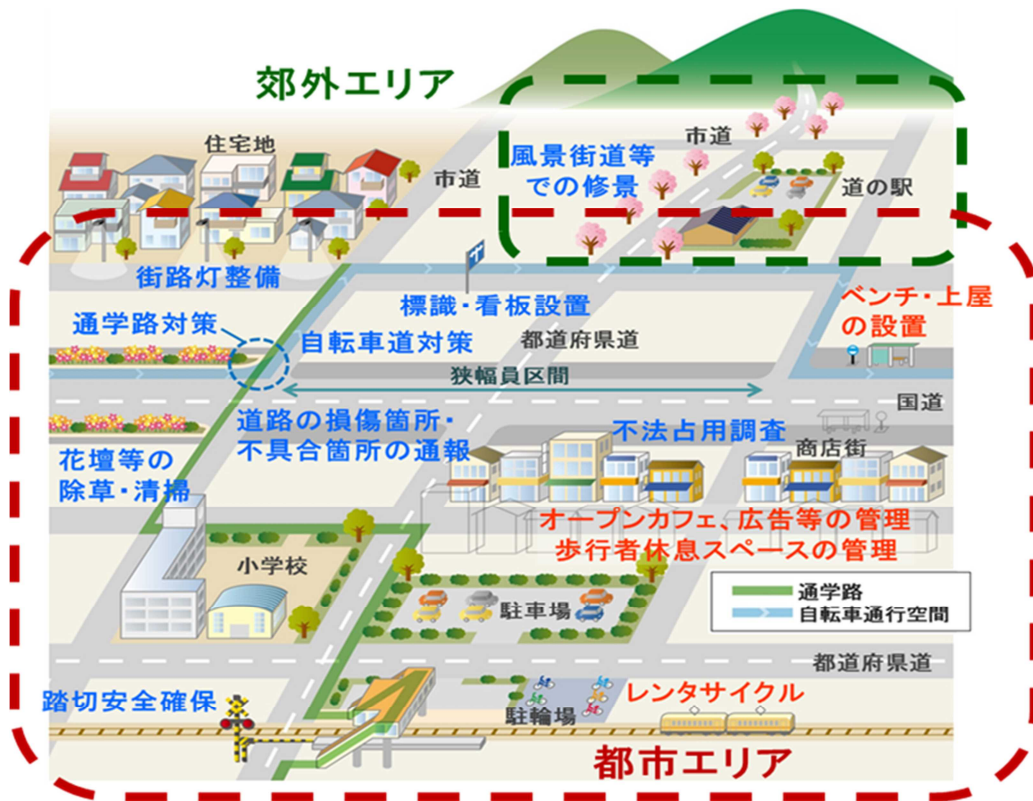 郊外エリア
住宅地
市道
市道
風景街道等
での修景
道の駅
街路灯整備
標識・看板設置
ベンチ・上屋
の設置
通学路対策
自転車道対策
都道府県道
狭幅員区間
国道
道路の損傷箇所・
不具合箇所の通報
不法占用調査
商店街
花壇等の
除草・清掃
オープンカフェ、広告等の管理
歩行者休息スペースの管理
小学校
駐車場
通学路
自転車通行空間
都道府県道
踏切安全確保
駐輪場
レンタサイクル
都市エリア